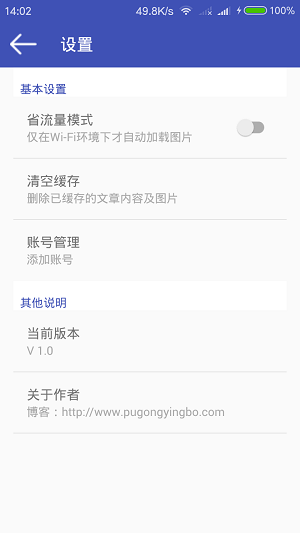 14:02 49.8K/s 100%
设置
基本设置
省流量模式
仅在Wi-Fi环境下才自动加载图片
清空缓存
删除已缓存的文章内容及图片
账号管理
添加账号
其他说明
当前版本
V 1.0
关于作者
博客：http://www.pugongyingbo.com